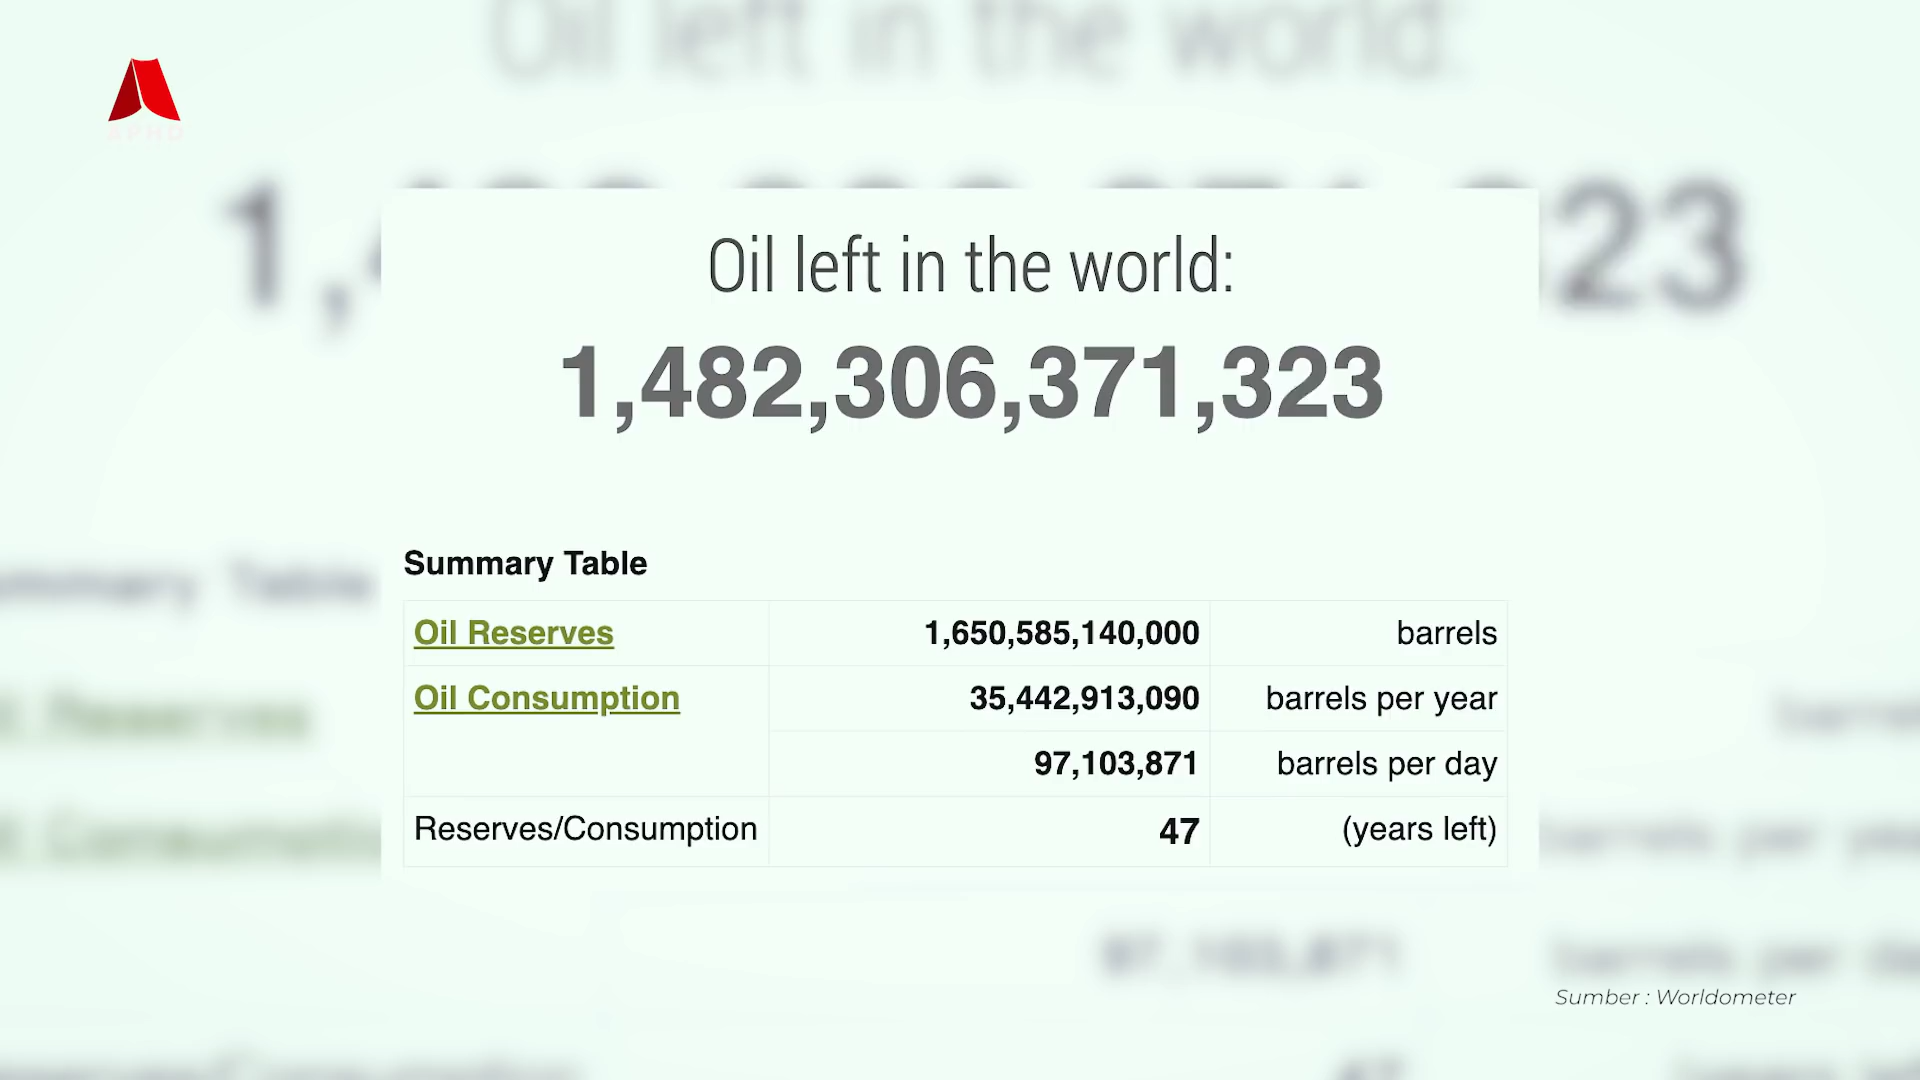 Oil left in the world:
1,482,306,371,323
Summary Table
Oil Reserves 1,650,585,140,000 barrels
Oil Consumption 35,442,913,090 barrels per year
97,103,871 barrels per day
Reserves/Consumption 47 (years left)
Sumber : Worldometer